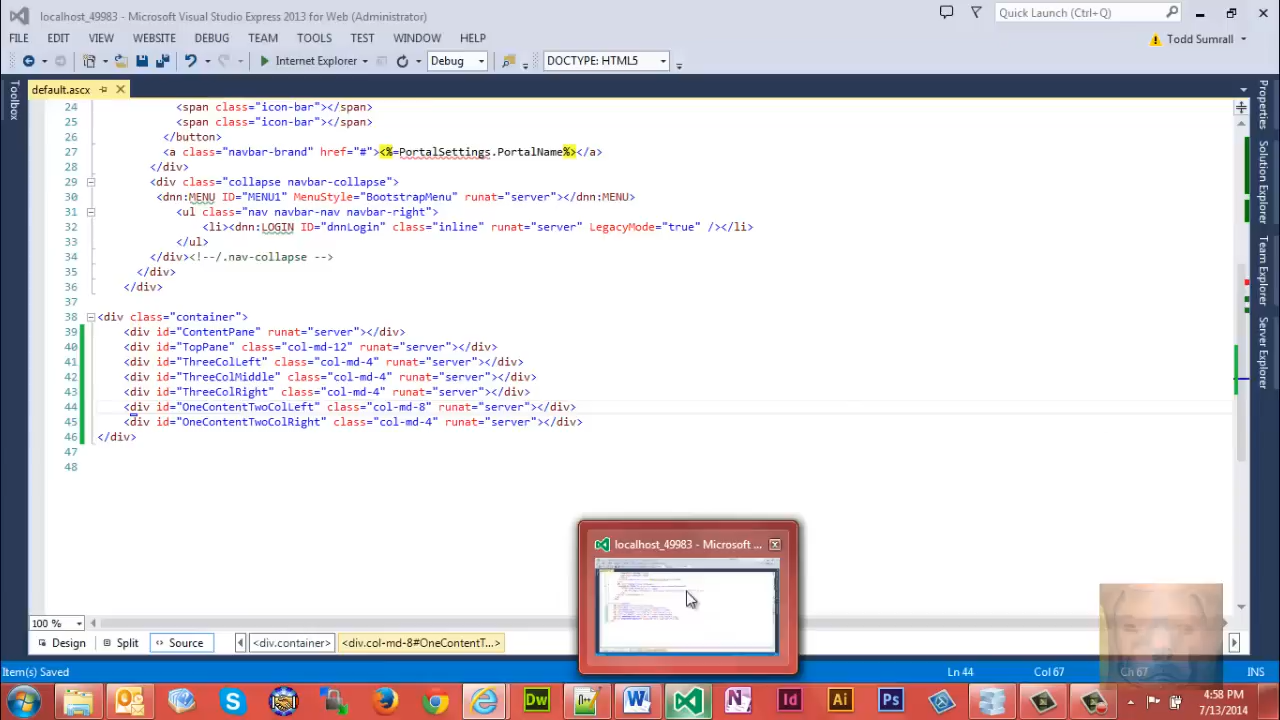 localhost_49983 - Microsoft Visual Studio Express 2013 for Web (Administrator)
Quick Launch (Ctrl+Q)
FILE EDIT VIEW WEBSITE DEBUG TEAM TOOLS TEST WINDOW HELP
Todd Sumrall
Internet Explorer Debug DOCTYPE: HTML5
Toolbox
default.ascx
24 <span class="icon-bar"></span>
25 <span class="icon-bar"></span>
26 </button>
27 <a class="navbar-brand" href="#"><%=PortalSettings.PortalName%></a>
28 </div>
29 <div class="collapse navbar-collapse">
30 <dnn:MENU ID="MENU1" MenuStyle="BootstrapMenu" runat="server"></dnn:MENU>
31 <ul class="nav navbar-nav navbar-right">
32 <li><dnn:LOGIN ID="dnnLogin" class="inline" runat="server" LegacyMode="true" /></li>
33 </ul>
34 </div><!--/.nav-collapse -->
35 </div>
36 </div>
37
38 <div class="container">
39 <div id="ContentPane" runat="server"></div>
40 <div id="TopPane" class="col-md-12" runat="server"></div>
41 <div id="ThreeColLeft" class="col-md-4" runat="server"></div>
42 <div id="ThreeColMiddle" class="col-md-4" runat="server"></div>
43 <div id="ThreeColRight" class="col-md-4" runat="server"></div>
44 <div id="OneContentTwoColLeft" class="col-md-8" runat="server"></div>
45 <div id="OneContentTwoColRight" class="col-md-4" runat="server"></div>
46 </div>
47
48
Properties
Solution Explorer
Team Explorer
Server Explorer
localhost_49983 - Microsoft ...
100 %
Design Split Source <div.container> <div.col-md-8#OneContentT...>
Item(s) Saved Ln 44 Col 67 Ch 67 INS
4:58 PM
7/13/2014